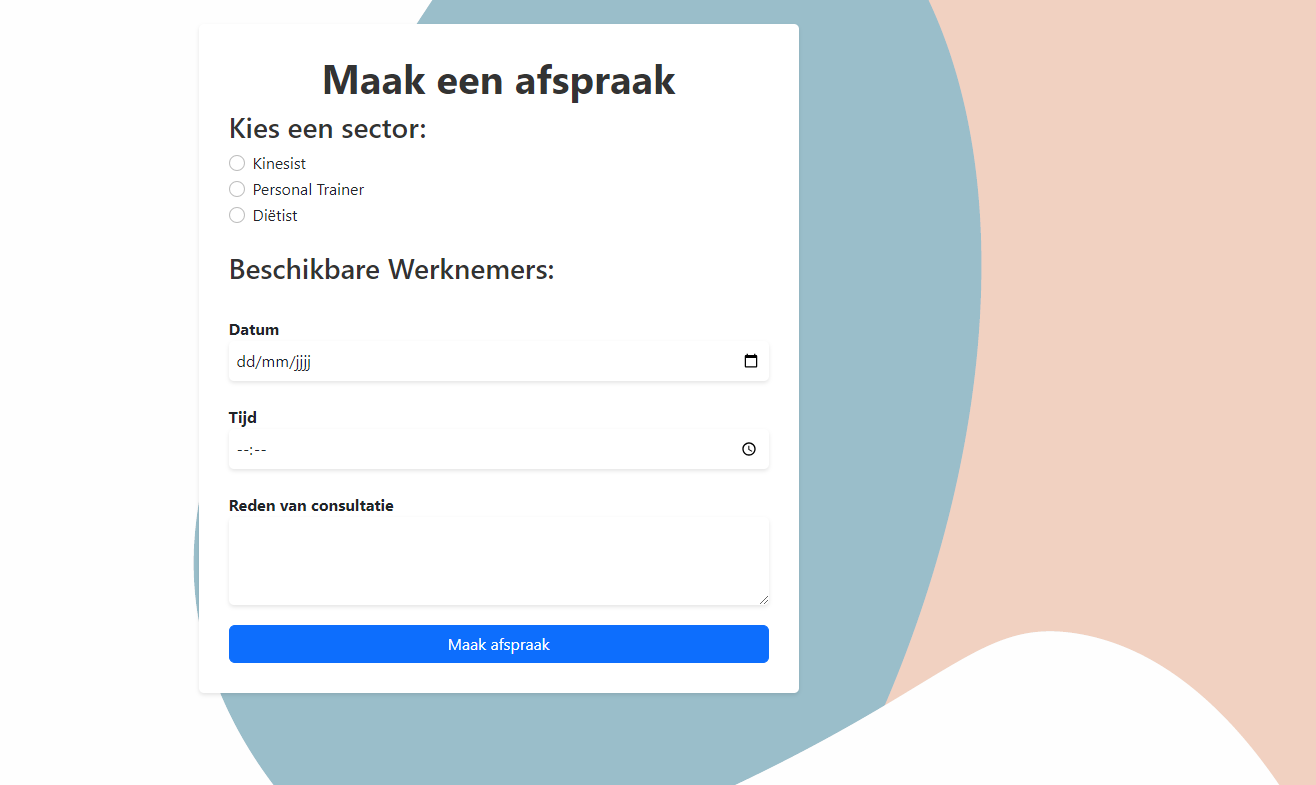 Maak een afspraak
Kies een sector:
Kinesist
Personal Trainer
Diëtist
Beschikbare Werknemers:
Datum
dd/mm/jjjj
Tijd
--:--
Reden van consultatie
Maak afspraak